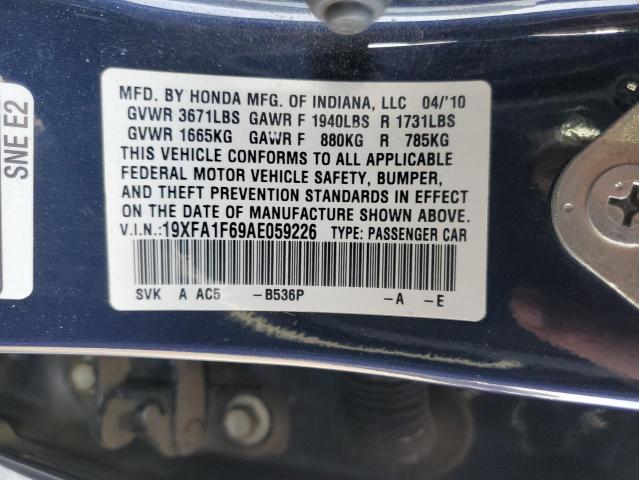 MFD. BY HONDA MFG. OF INDIANA, LLC 04/'10
GVWR 3671LBS GAWR F 1940LBS R 1731LBS
GVWR 1665KG GAWR F 880KG R 785KG
THIS VEHICLE CONFORMS TO ALL APPLICABLE
FEDERAL MOTOR VEHICLE SAFETY, BUMPER,
AND THEFT PREVENTION STANDARDS IN EFFECT
ON THE DATE OF MANUFACTURE SHOWN ABOVE.
V.I.N.:19XFA1F69AE059226 TYPE: PASSENGER CAR
SVK A AC5 -B536P -A -E
SNE E2